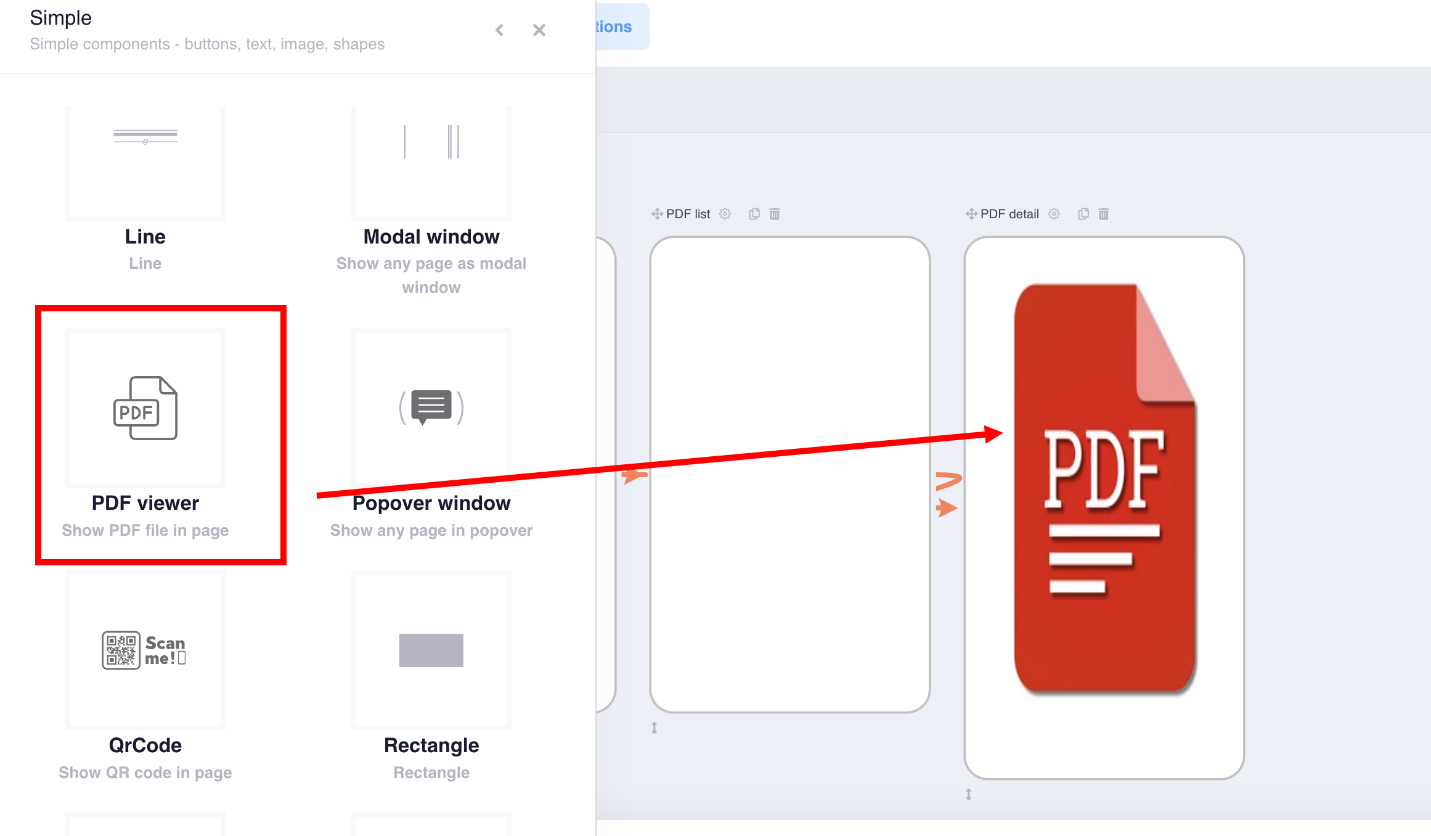 Simple
Simple components - buttons, text, image, shapes
tions
Line
Line
Modal window
Show any page as modal
window
PDF
PDF viewer
Show PDF file in page
Popover window
Show any page in popover
Scan
me!
QrCode
Show QR code in page
Rectangle
Rectangle
PDF list
PDF detail
PDF